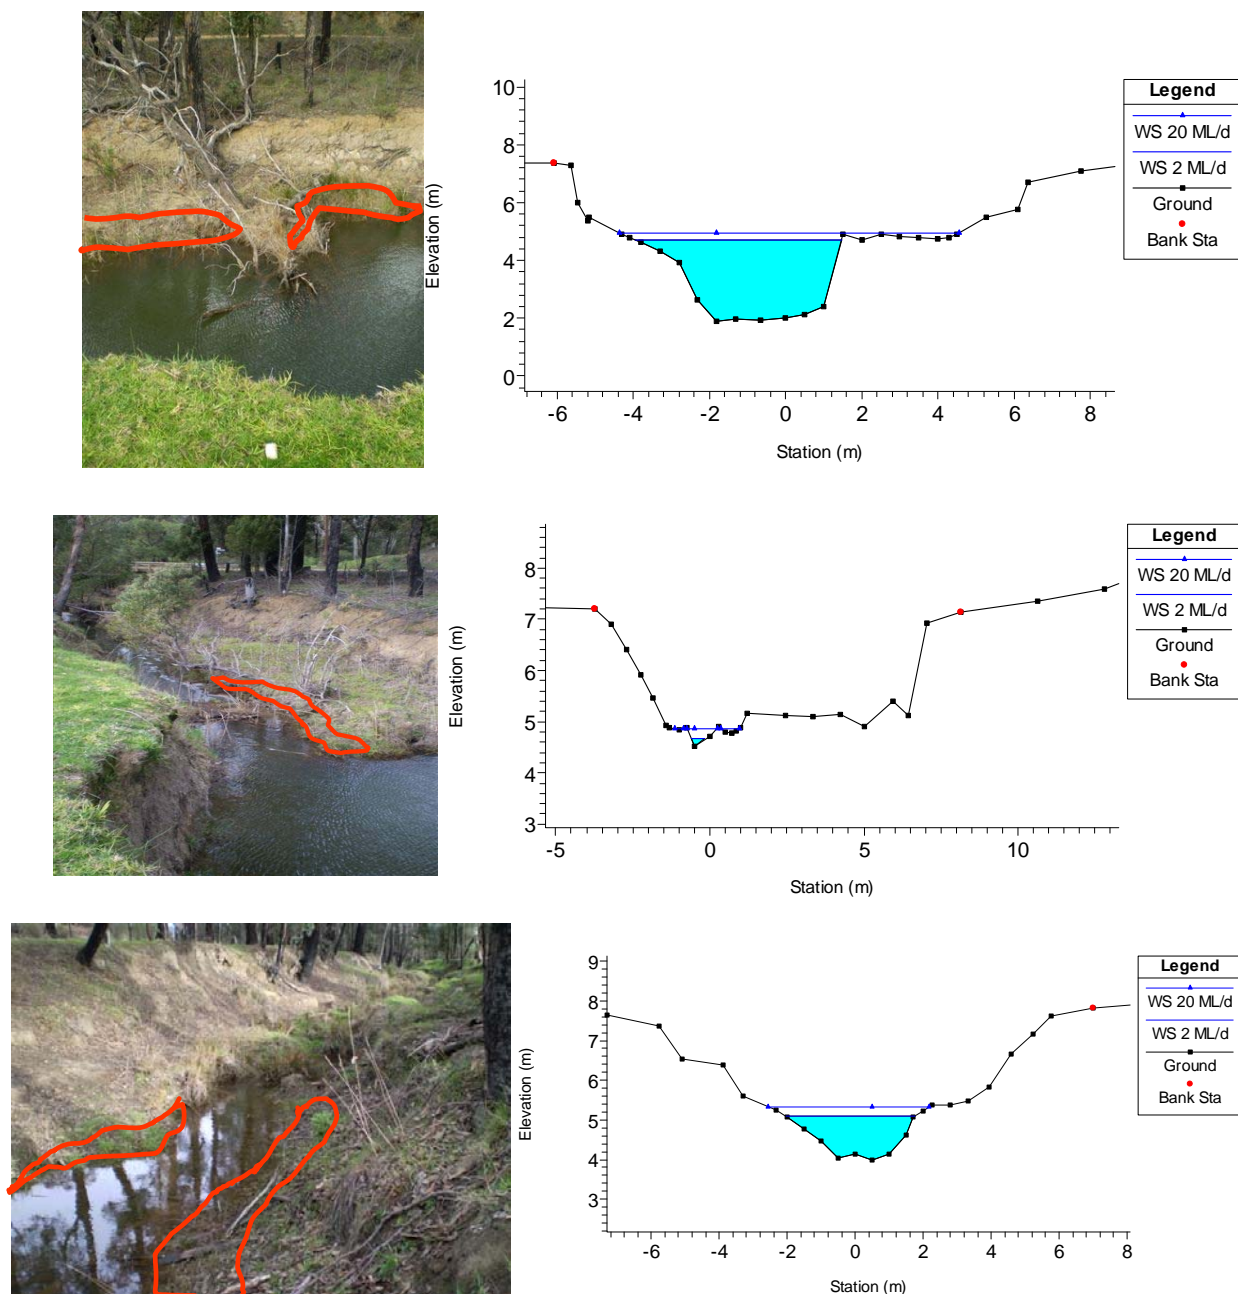 10
8
6
4
2
0
Elevation (m)
-6
-4
-2
0
2
4
6
8
Station (m)
Legend
WS 20 ML/d
WS 2 ML/d
Ground
Bank Sta
8
7
6
5
4
3
Elevation (m)
-5
0
5
10
Station (m)
Legend
WS 20 ML/d
WS 2 ML/d
Ground
Bank Sta
9
8
7
6
5
4
3
Elevation (m)
-6
-4
-2
0
2
4
6
8
Station (m)
Legend
WS 20 ML/d
WS 2 ML/d
Ground
Bank Sta